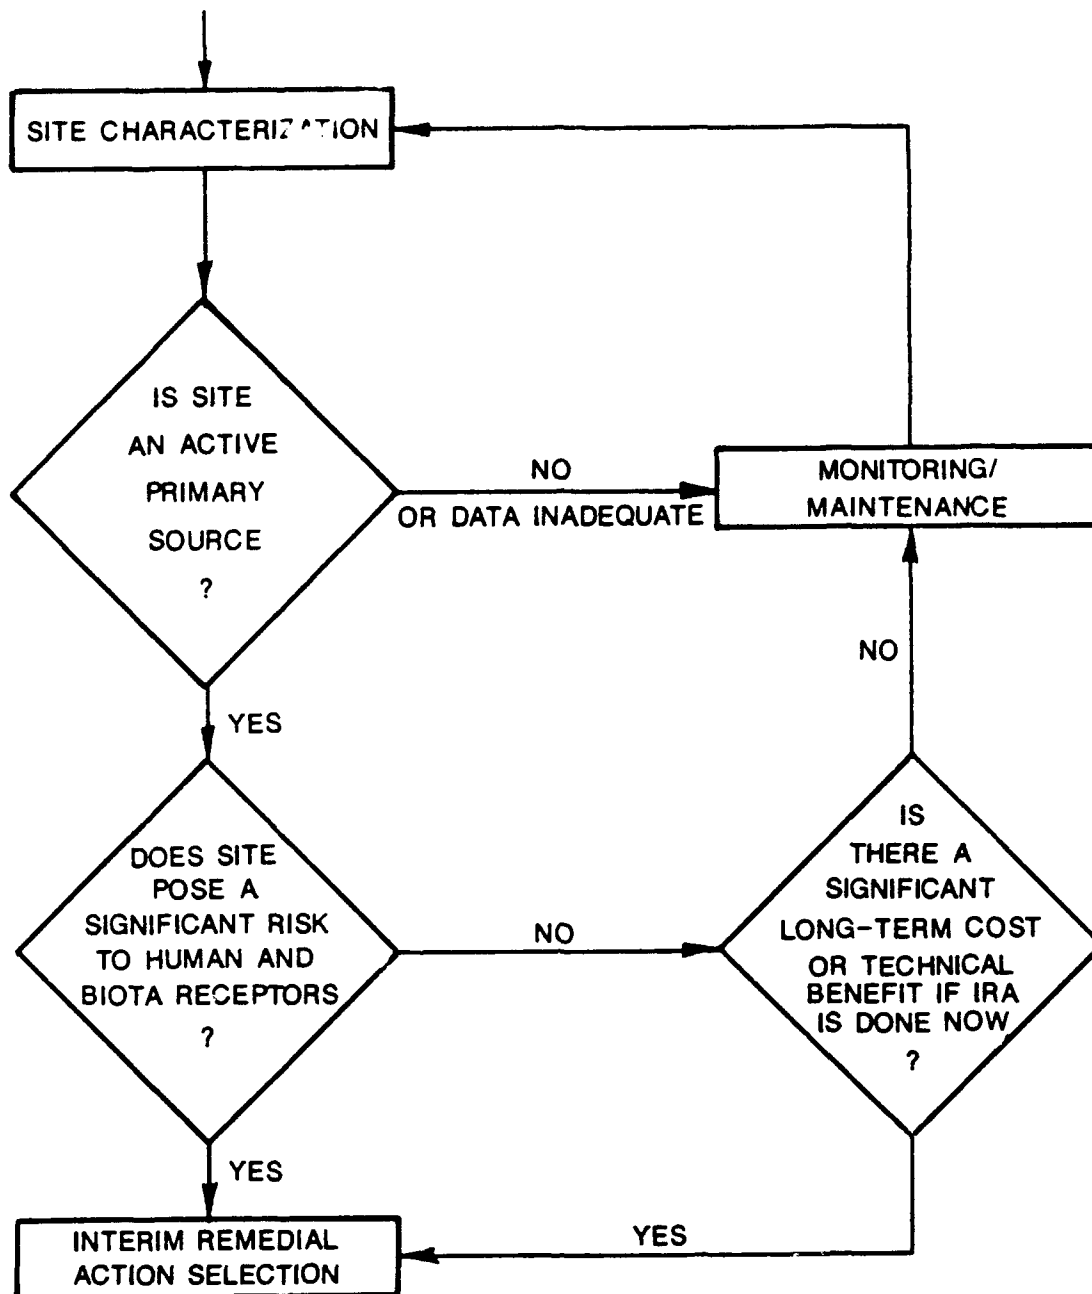 SITE CHARACTERIZATION
IS SITE
AN ACTIVE
PRIMARY
SOURCE
?
NO
OR DATA INADEQUATE
MONITORING/
MAINTENANCE
YES
NO
DOES SITE
POSE A
SIGNIFICANT RISK
TO HUMAN AND
BIOTA RECEPTORS
?
NO
IS
THERE A
SIGNIFICANT
LONG-TERM COST
OR TECHNICAL
BENEFIT IF IRA
IS DONE NOW
?
YES
YES
INTERIM REMEDIAL
ACTION SELECTION